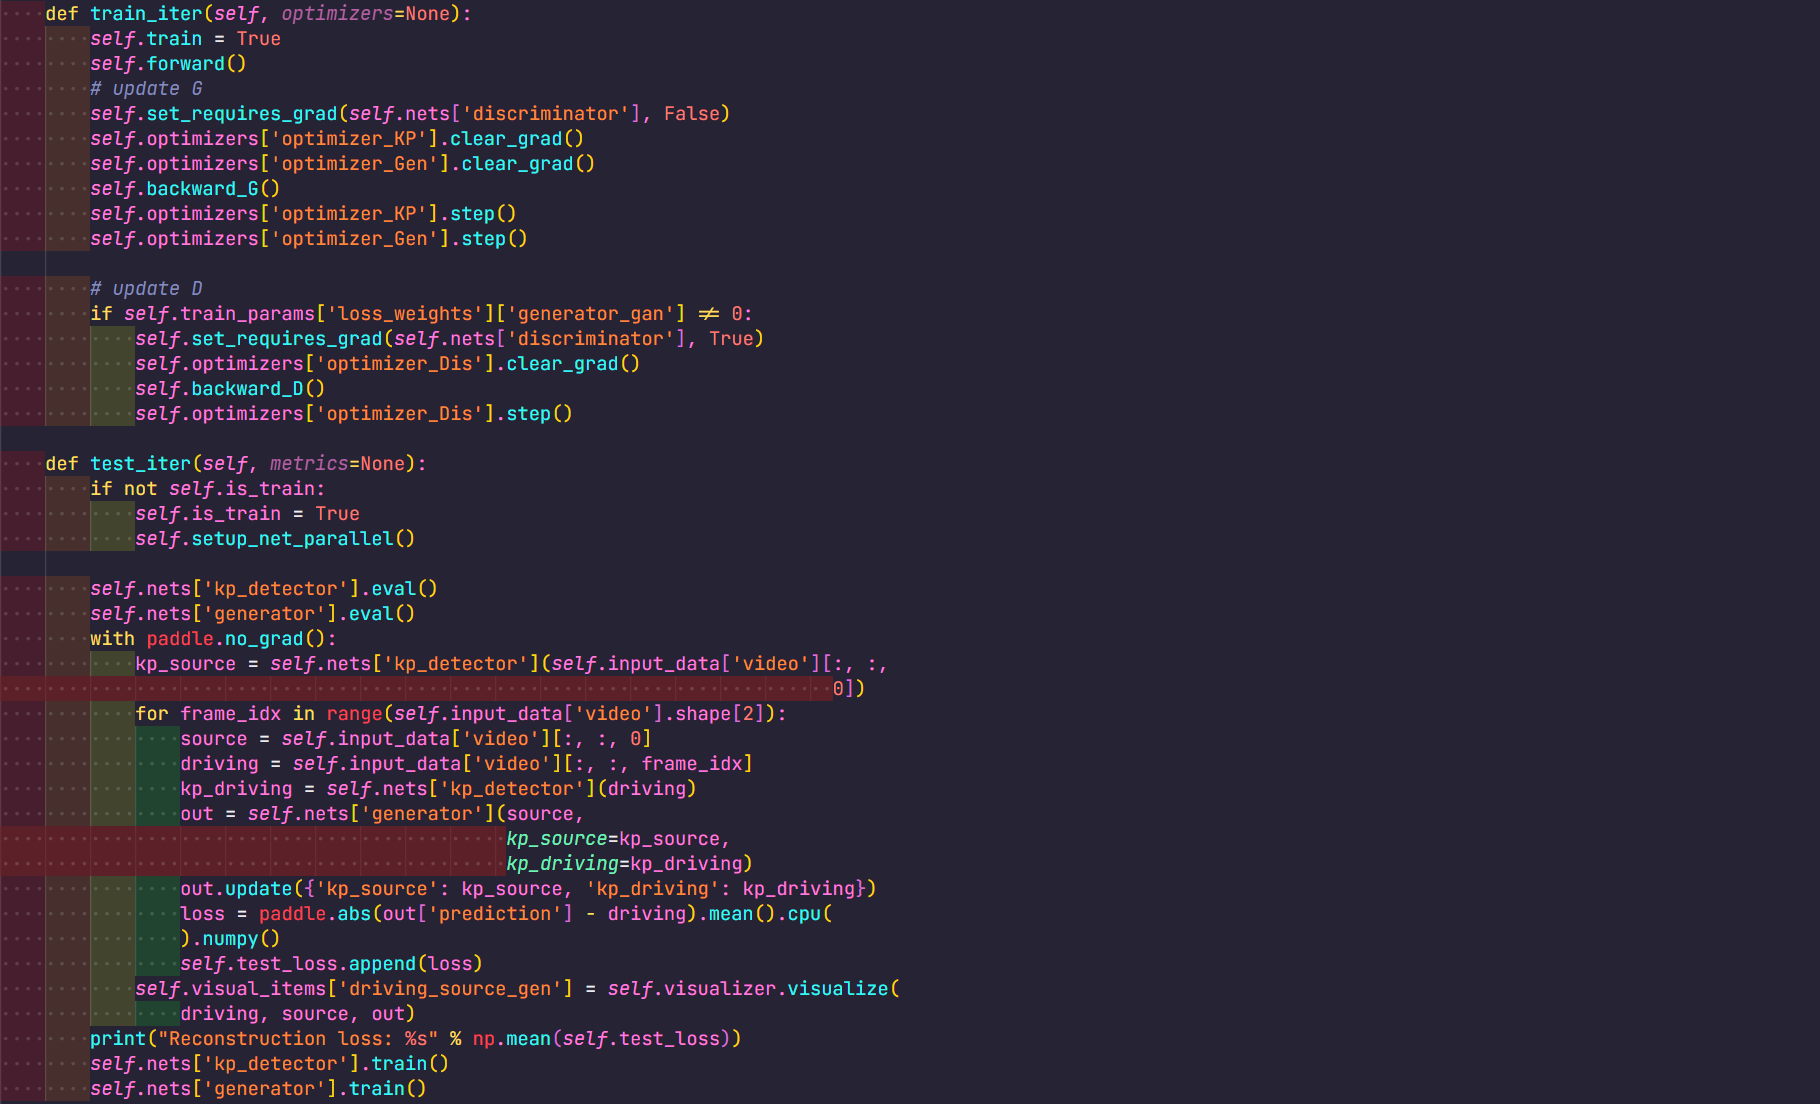 def train_iter(self, optimizers=None):
self.train = True
self.forward()
# update G
self.set_requires_grad(self.nets['discriminator'], False)
self.optimizers['optimizer_KP'].clear_grad()
self.optimizers['optimizer_Gen'].clear_grad()
self.backward_G()
self.optimizers['optimizer_KP'].step()
self.optimizers['optimizer_Gen'].step()
# update D
if self.train_params['loss_weights']['generator_gan'] ≠ 0:
self.set_requires_grad(self.nets['discriminator'], True)
self.optimizers['optimizer_Dis'].clear_grad()
self.backward_D()
self.optimizers['optimizer_Dis'].step()
def test_iter(self, metrics=None):
if not self.is_train:
self.is_train = True
self.setup_net_parallel()
self.nets['kp_detector'].eval()
self.nets['generator'].eval()
with paddle.no_grad():
kp_source = self.nets['kp_detector'](self.input_data['video'][:, :,
0])
for frame_idx in range(self.input_data['video'].shape[2]):
source = self.input_data['video'][:, :, 0]
driving = self.input_data['video'][:, :, frame_idx]
kp_driving = self.nets['kp_detector'](driving)
out = self.nets['generator'](source,
kp_source=kp_source,
kp_driving=kp_driving)
out.update({'kp_source': kp_source, 'kp_driving': kp_driving})
loss = paddle.abs(out['prediction'] - driving).mean().cpu(
).numpy()
self.test_loss.append(loss)
self.visual_items['driving_source_gen'] = self.visualizer.visualize(
driving, source, out)
print("Reconstruction loss: %s" % np.mean(self.test_loss))
self.nets['kp_detector'].train()
self.nets['generator'].train()